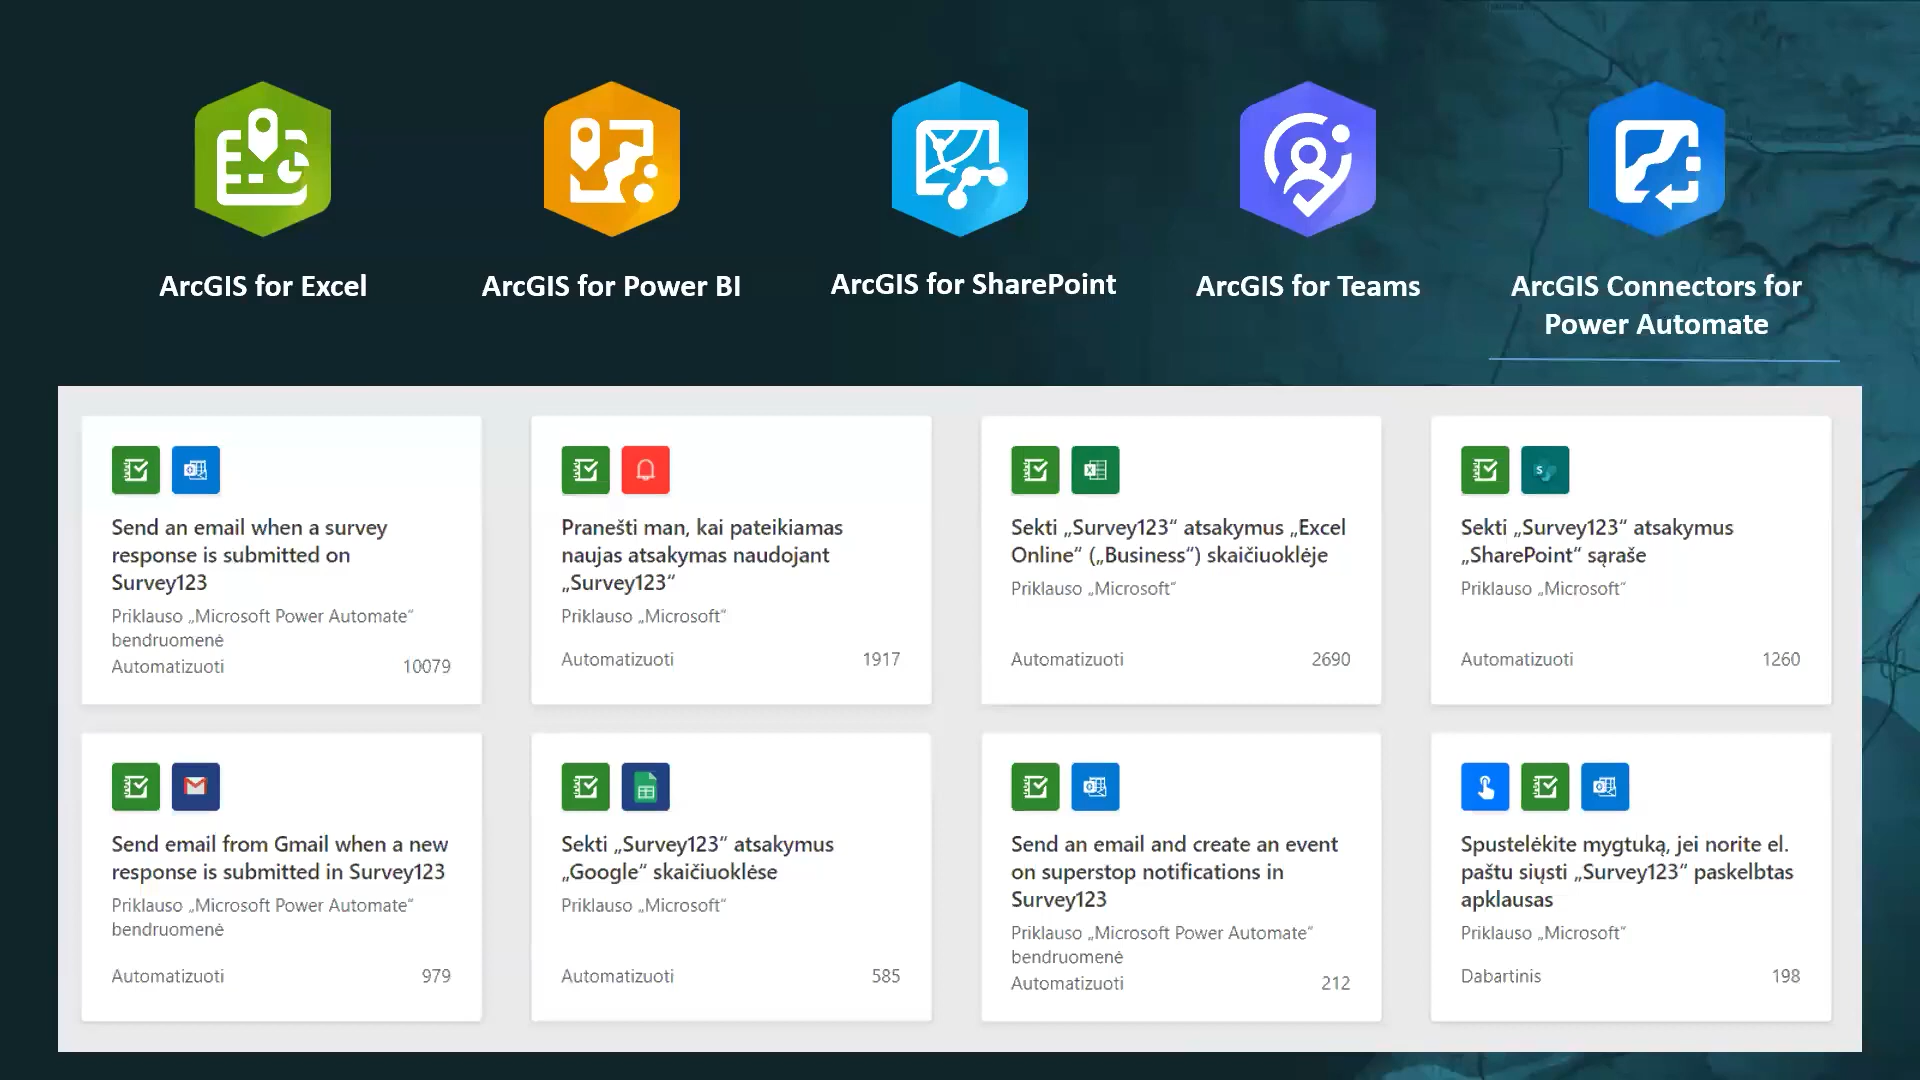 ArcGIS for Excel
ArcGIS for Power BI
ArcGIS for SharePoint
ArcGIS for Teams
ArcGIS Connectors for
Power Automate
Send an email when a survey
response is submitted on
Survey123
Priklauso „Microsoft Power Automate“
bendruomenė
Automatizuoti 10079
Pranešti man, kai pateikiamas
naujas atsakymas naudojant
„Survey123“
Priklauso „Microsoft“
Automatizuoti 1917
Sekti „Survey123“ atsakymus „Excel
Online“ („Business“) skaičiuoklėje
Priklauso „Microsoft“
Automatizuoti 2690
Sekti „Survey123“ atsakymus
„SharePoint“ sąraše
Priklauso „Microsoft“
Automatizuoti 1260
Send email from Gmail when a new
response is submitted in Survey123
Priklauso „Microsoft Power Automate“
bendruomenė
Automatizuoti 979
Sekti „Survey123“ atsakymus
„Google“ skaičiuoklėse
Priklauso „Microsoft“
Automatizuoti 585
Send an email and create an event
on superstop notifications in
Survey123
Priklauso „Microsoft Power Automate“
bendruomenė
Automatizuoti 212
Spustelėkite mygtuką, jei norite el.
paštu siųsti „Survey123“ paskelbtas
apklausas
Priklauso „Microsoft“
Dabartinis 198